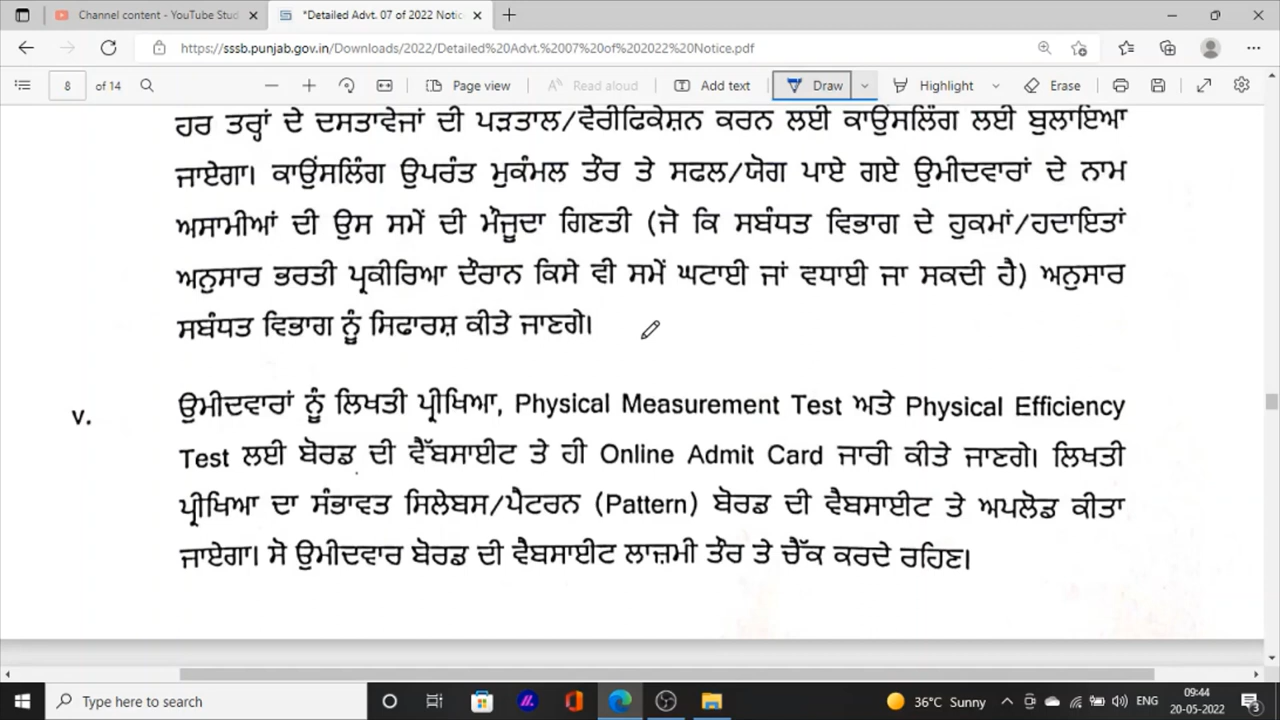 Channel content - YouTube Stud
*Detailed Advt. 07 of 2022 Notic
https://sssb.punjab.gov.in/Downloads/2022/Detailed%20Advt.%2007%20of%202022%20Notice.pdf
8 of 14 Page view Read aloud Add text Draw Highlight Erase
ਹਰ ਤਰ੍ਹਾਂ ਦੇ ਦਸਤਾਵੇਜਾਂ ਦੀ ਪੜਤਾਲ/ਵੈਰੀਫਿਕੇਸ਼ਨ ਕਰਨ ਲਈ ਕਾਉਂਸਲਿੰਗ ਲਈ ਬੁਲਾਇਆ
ਜਾਏਗਾ। ਕਾਉਂਸਲਿੰਗ ਉਪਰੰਤ ਮੁਕੰਮਲ ਤੌਰ ਤੇ ਸਫਲ/ਯੋਗ ਪਾਏ ਗਏ ਉਮੀਦਵਾਰਾਂ ਦੇ ਨਾਮ
ਅਸਾਮੀਆਂ ਦੀ ਉਸ ਸਮੇਂ ਦੀ ਮੌਜੂਦਾ ਗਿਣਤੀ (ਜੋ ਕਿ ਸਬੰਧਤ ਵਿਭਾਗ ਦੇ ਹੁਕਮਾਂ/ਹਦਾਇਤਾਂ
ਅਨੁਸਾਰ ਭਰਤੀ ਪ੍ਰਕੀਰਿਆ ਦੌਰਾਨ ਕਿਸੇ ਵੀ ਸਮੇਂ ਘਟਾਈ ਜਾਂ ਵਧਾਈ ਜਾ ਸਕਦੀ ਹੈ) ਅਨੁਸਾਰ
ਸਬੰਧਤ ਵਿਭਾਗ ਨੂੰ ਸਿਫਾਰਸ਼ ਕੀਤੇ ਜਾਣਗੇ।
v. ਉਮੀਦਵਾਰਾਂ ਨੂੰ ਲਿਖਤੀ ਪ੍ਰੀਖਿਆ, Physical Measurement Test ਅਤੇ Physical Efficiency
Test ਲਈ ਬੋਰਡ ਦੀ ਵੈੱਬਸਾਈਟ ਤੇ ਹੀ Online Admit Card ਜਾਰੀ ਕੀਤੇ ਜਾਣਗੇ। ਲਿਖਤੀ
ਪ੍ਰੀਖਿਆ ਦਾ ਸੰਭਾਵਤ ਸਿਲੇਬਸ/ਪੈਟਰਨ (Pattern) ਬੋਰਡ ਦੀ ਵੈਬਸਾਈਟ ਤੇ ਅਪਲੋਡ ਕੀਤਾ
ਜਾਏਗਾ। ਸੋ ਉਮੀਦਵਾਰ ਬੋਰਡ ਦੀ ਵੈਬਸਾਈਟ ਲਾਜ਼ਮੀ ਤੌਰ ਤੇ ਚੈੱਕ ਕਰਦੇ ਰਹਿਣ।
Type here to search 36°C Sunny ENG 09:44
20-05-2022 3